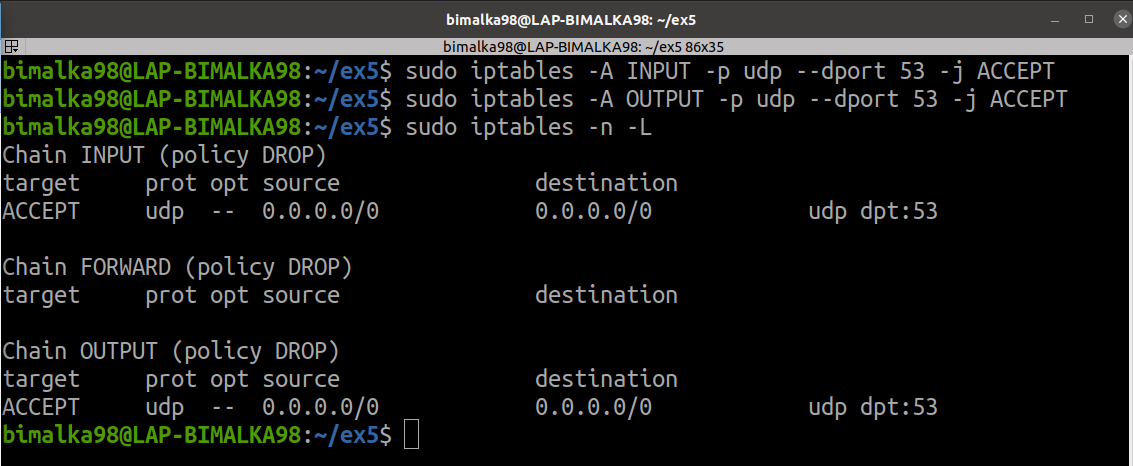 bimalka98@LAP-BIMALKA98: ~/ex5
bimalka98@LAP-BIMALKA98: ~/ex5 86x35
bimalka98@LAP-BIMALKA98:~/ex5$ sudo iptables -A INPUT -p udp --dport 53 -j ACCEPT
bimalka98@LAP-BIMALKA98:~/ex5$ sudo iptables -A OUTPUT -p udp --dport 53 -j ACCEPT
bimalka98@LAP-BIMALKA98:~/ex5$ sudo iptables -n -L
Chain INPUT (policy DROP)
target     prot opt source               destination
ACCEPT     udp  --  0.0.0.0/0            0.0.0.0/0            udp dpt:53

Chain FORWARD (policy DROP)
target     prot opt source               destination

Chain OUTPUT (policy DROP)
target     prot opt source               destination
ACCEPT     udp  --  0.0.0.0/0            0.0.0.0/0            udp dpt:53
bimalka98@LAP-BIMALKA98:~/ex5$